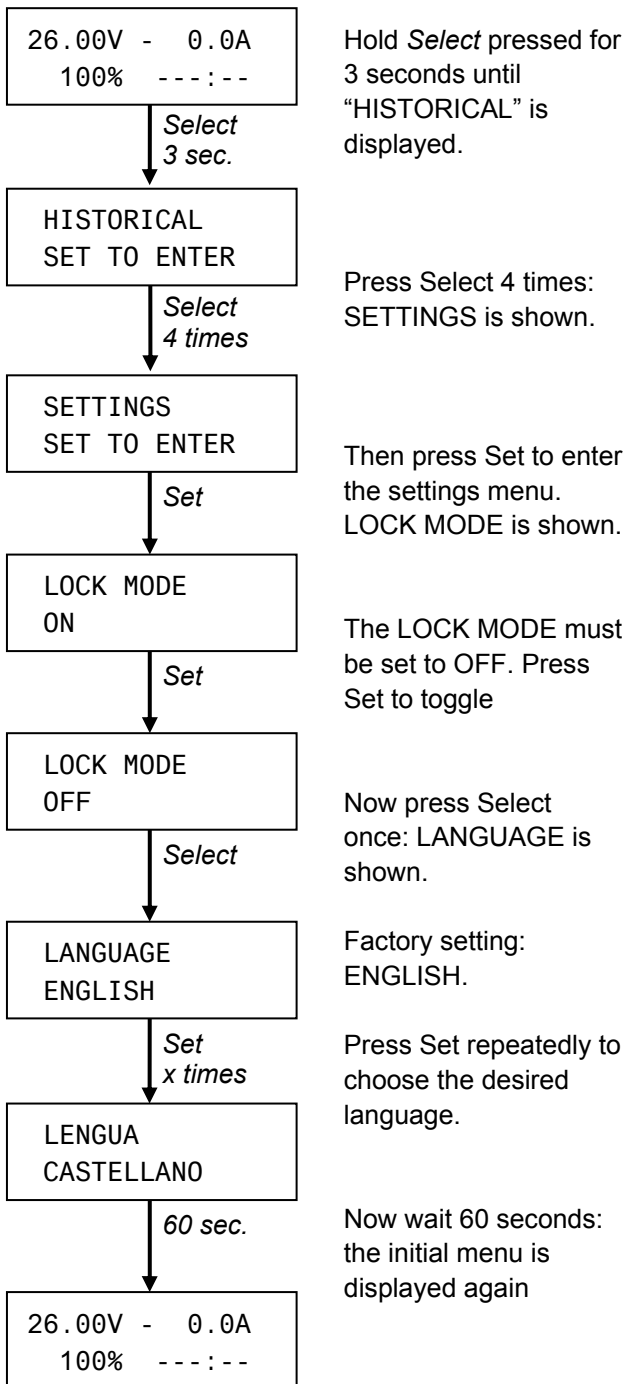 26.00V -  0.0A
100%  ---:--
Hold Select pressed for
3 seconds until
“HISTORICAL” is
displayed.
Select
3 sec.
HISTORICAL
SET TO ENTER
Press Select 4 times:
SETTINGS is shown.
Select
4 times
SETTINGS
SET TO ENTER
Then press Set to enter
the settings menu.
LOCK MODE is shown.
Set
LOCK MODE
ON
The LOCK MODE must
be set to OFF. Press
Set to toggle
Set
LOCK MODE
OFF
Now press Select
once: LANGUAGE is
shown.
Select
LANGUAGE
ENGLISH
Factory setting:
ENGLISH.
Set
x times
Press Set repeatedly to
choose the desired
language.
LENGUA
CASTELLANO
60 sec.
Now wait 60 seconds:
the initial menu is
displayed again
26.00V -  0.0A
100%  ---:--